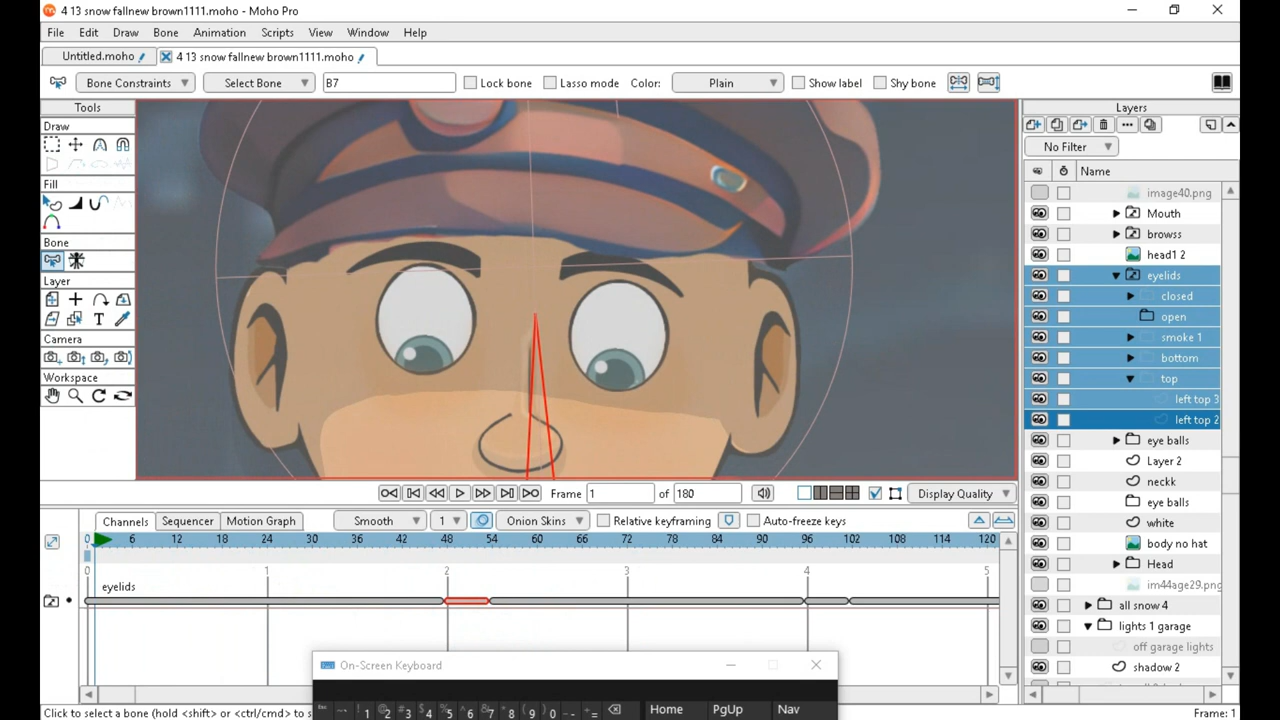 4 13 snow fallnew brown1111.moho - Moho Pro
File Edit Draw Bone Animation Scripts View Window Help
Untitled.moho 4 13 snow fallnew brown1111.moho
Bone Constraints Select Bone B7 Lock bone Lasso mode Color: Plain Show label Shy bone
Tools
Draw
Fill
Bone
Layer
Camera
Workspace
Layers
No Filter
Name
image40.png
Mouth
browss
head1 2
eyelids
closed
open
smoke 1
bottom
top
left top 3
left top 2
eye balls
Layer 2
neckk
eye balls
white
body no hat
Head
im44age29.png
all snow 4
lights 1 garage
off garage lights
shadow 2
Frame 1 of 180 Display Quality
Channels Sequencer Motion Graph Smooth 1 Onion Skins Relative keyframing Auto-freeze keys
0 6 12 18 24 30 36 42 48 54 60 66 72 78 84 90 96 102 108 114 120
0 1 2 3 4 5
eyelids
On-Screen Keyboard
Home PgUp Nav
Click to select a bone (hold <shift> or <ctrl/cmd> to s
Frame: 1